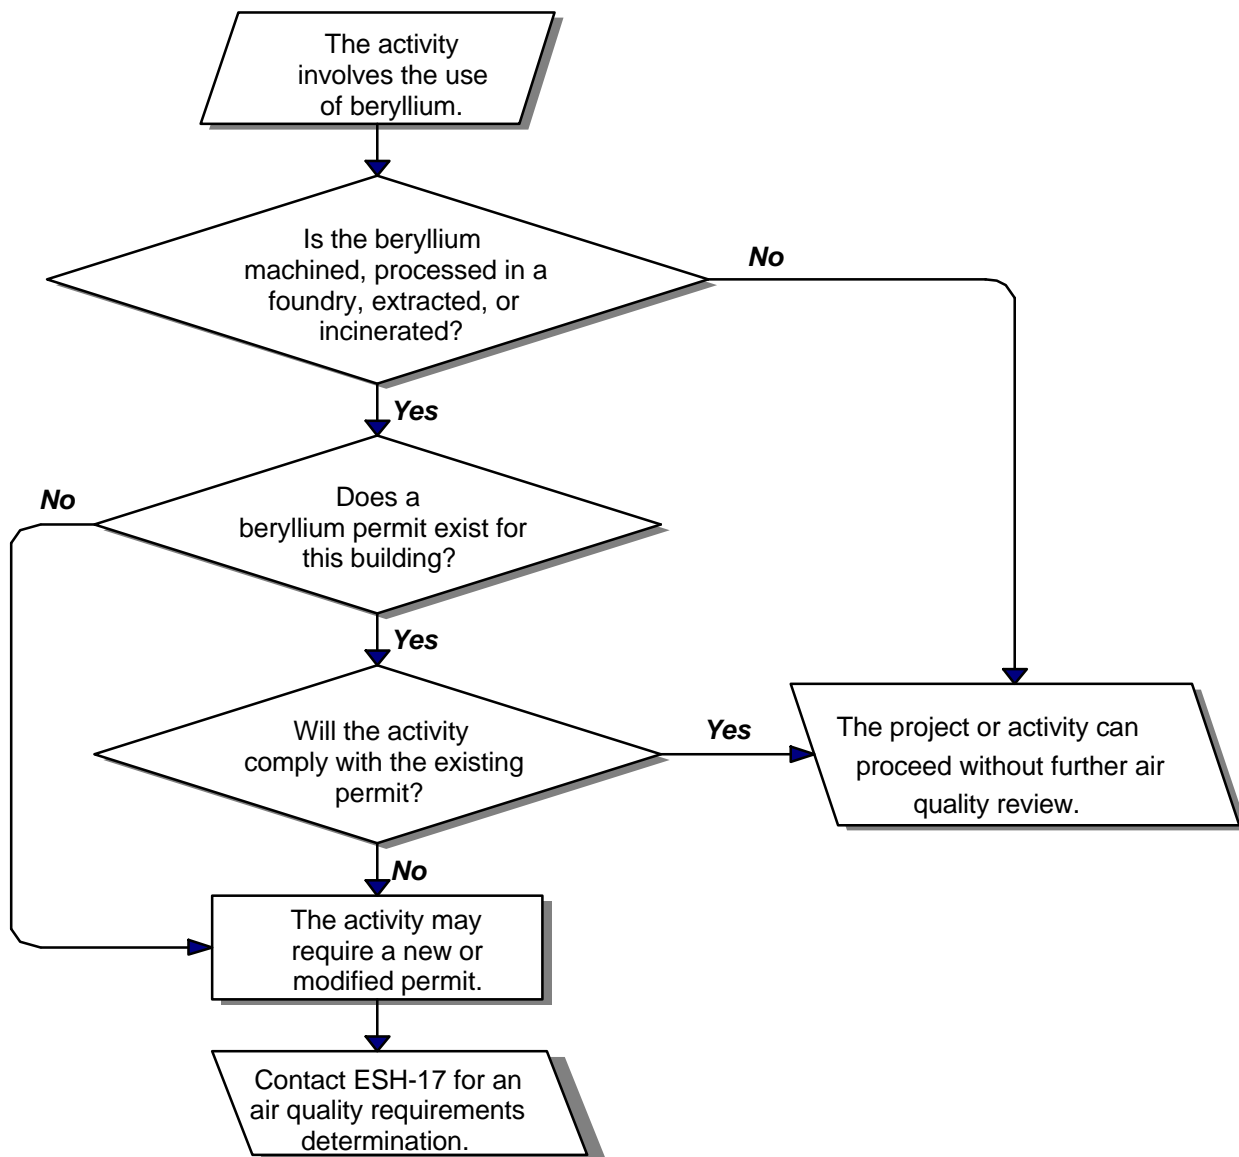 The activity
involves the use
of beryllium.
Is the beryllium
machined, processed in a
foundry, extracted, or
incinerated?
No
Yes
Does a
beryllium permit exist for
this building?
No
Yes
Will the activity
comply with the existing
permit?
Yes
The project or activity can
proceed without further air
quality review.
No
The activity may
require a new or
modified permit.
Contact ESH-17 for an
air quality requirements
determination.